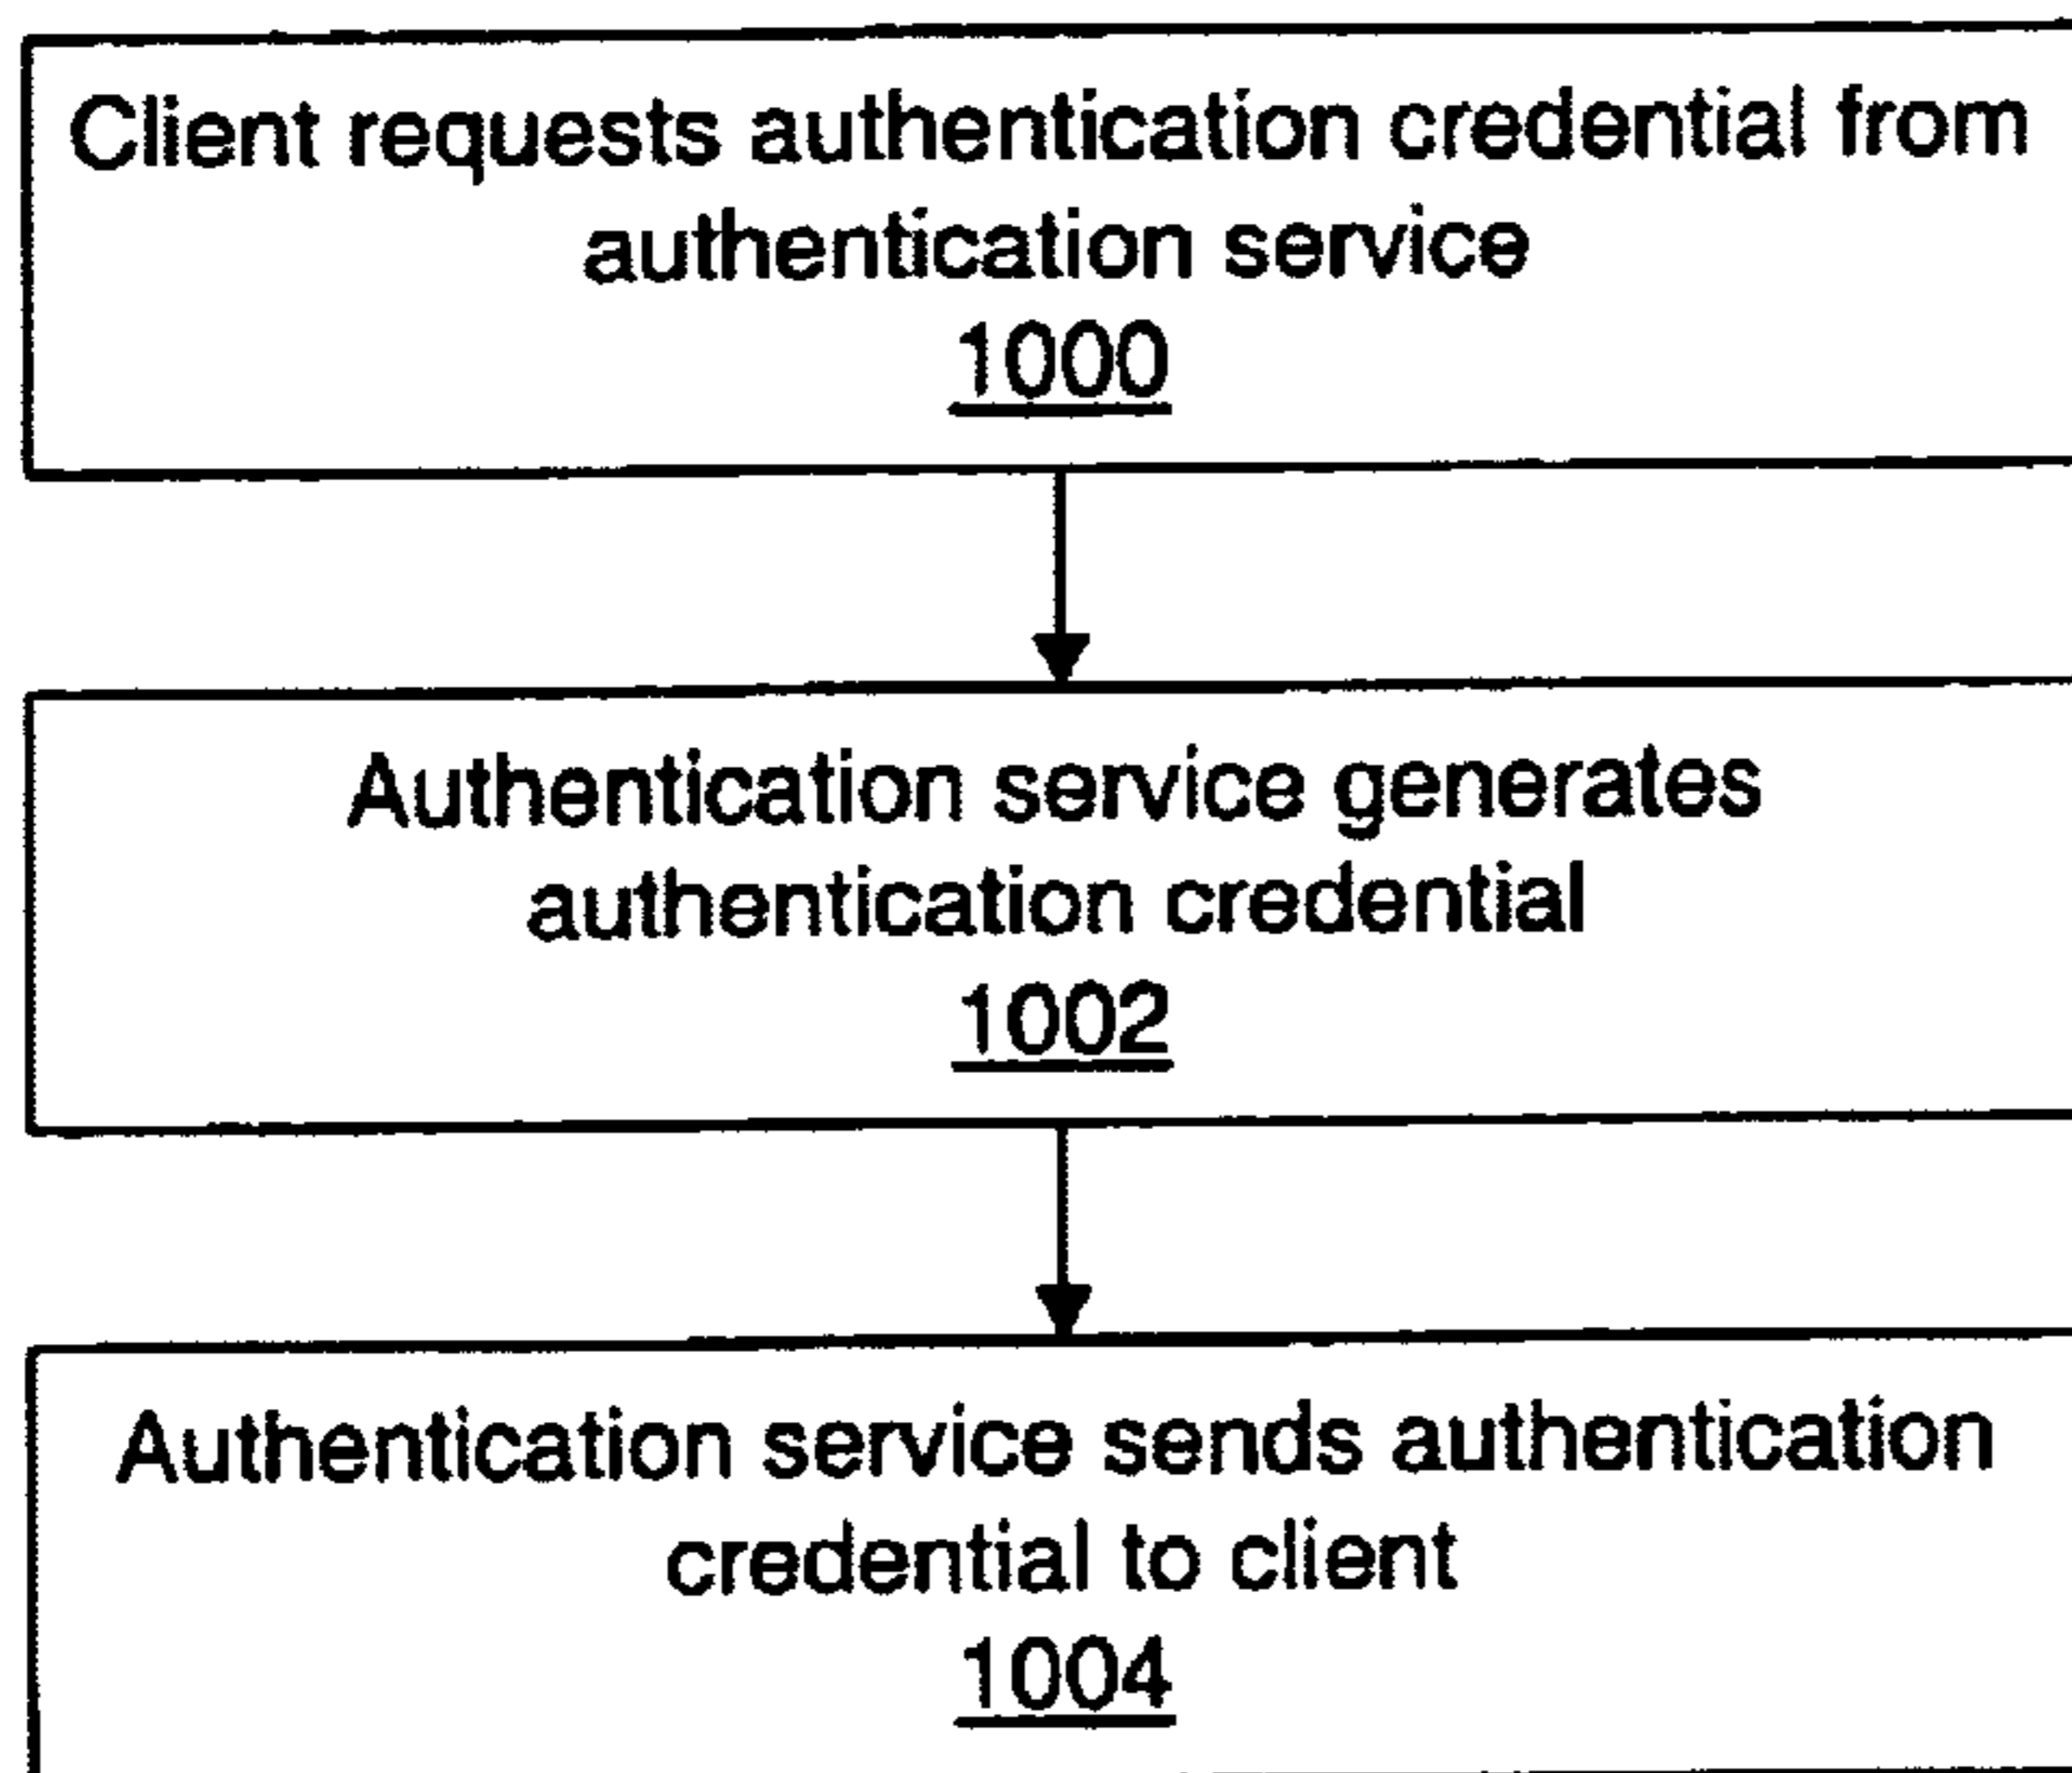 Client requests authentication credential from
authentication service
1000
Authentication service generates
authentication credential
1002
Authentication service sends authentication
credential to client
1004